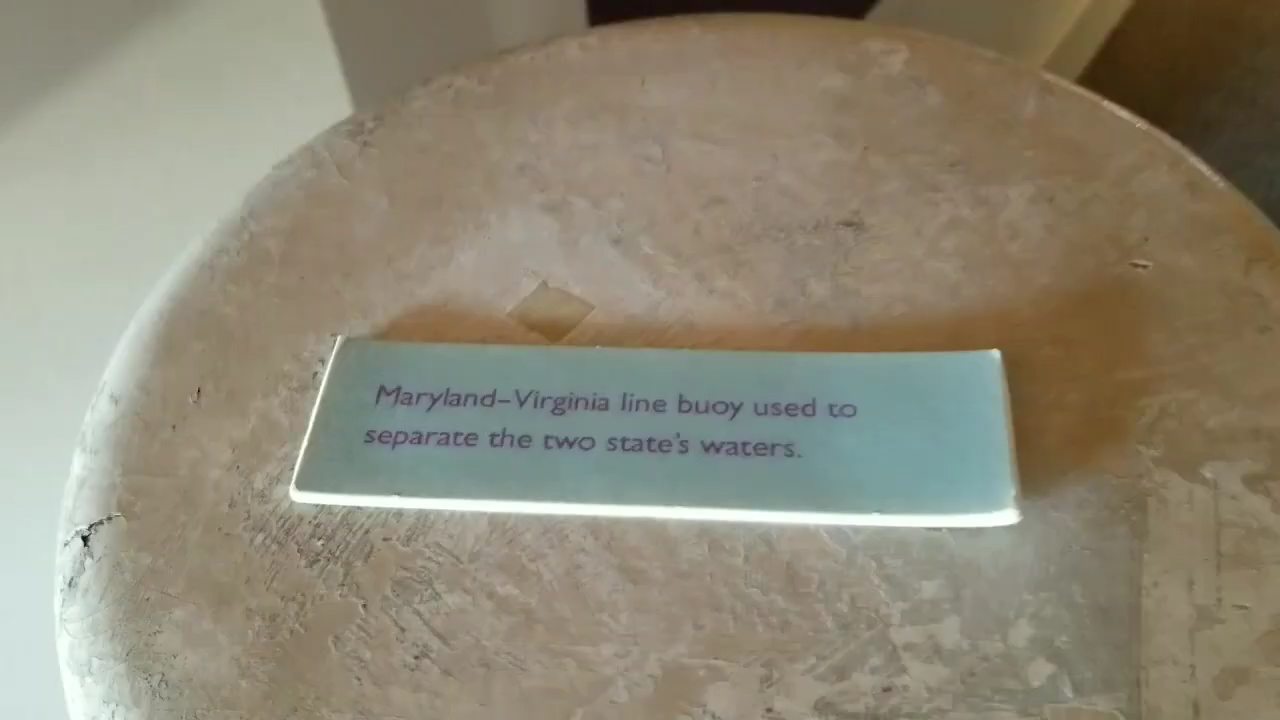 Maryland–Virginia line buoy used to
separate the two state's waters.